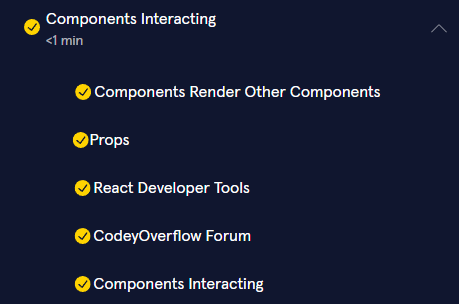 Components Interacting
<1 min
Components Render Other Components
Props
React Developer Tools
CodeyOverflow Forum
Components Interacting